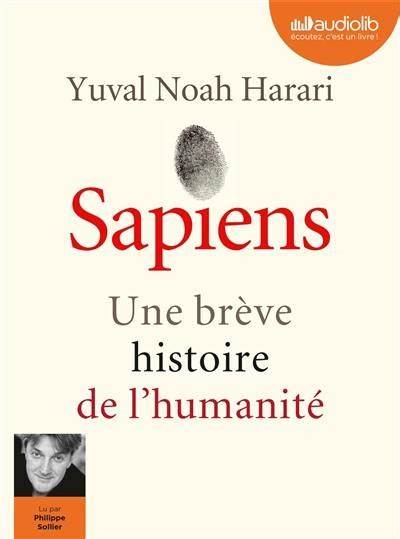 audiolib
écoutez, c'est un livre !
Yuval Noah Harari
Sapiens
Une brève
histoire
de l'humanité
Lu par
Philippe
Sollier